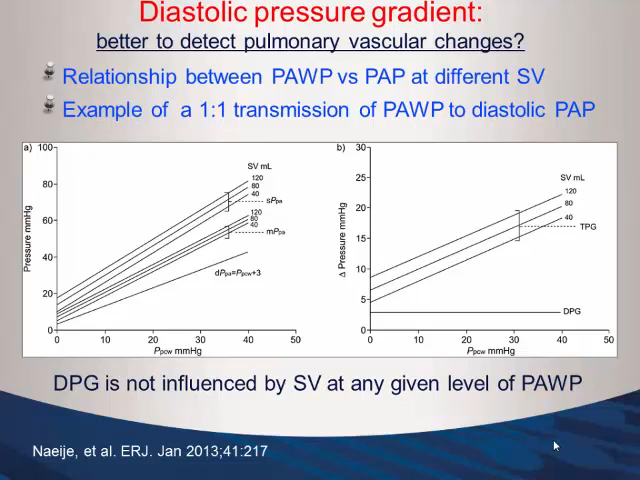 Diastolic pressure gradient:
better to detect pulmonary vascular changes?
Relationship between PAWP vs PAP at different SV
Example of a 1:1 transmission of PAWP to diastolic PAP
a)
100
80
60
40
20
0
Pressure mmHg
SV mL
120
80
40
sPpa
120
80
40
mPpa
dPpa=Ppcw+3
0 10 20 30 40 50
Ppcw mmHg
b)
30
25
20
15
10
5
0
Δ Pressure mmHg
SV mL
120
80
40
TPG
DPG
0 10 20 30 40 50
Ppcw mmHg
DPG is not influenced by SV at any given level of PAWP
Naeije, et al. ERJ. Jan 2013;41:217